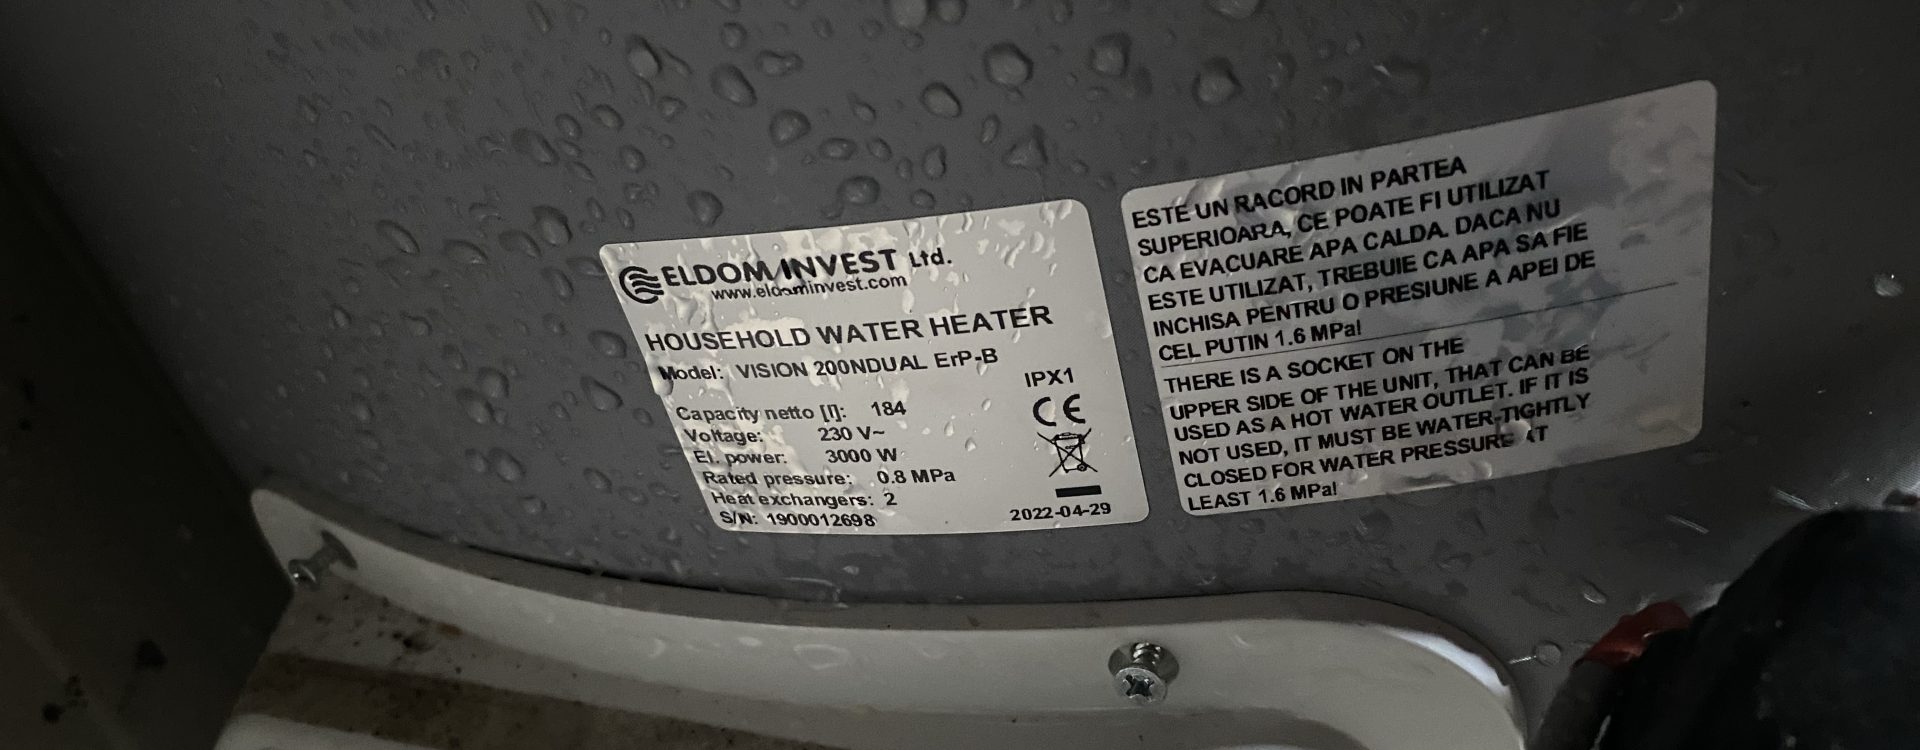 ELDOMINVEST Ltd.
www.eldominvest.com
HOUSEHOLD WATER HEATER
Model: VISION 200NDUAL ErP-B
IPX1
CE
Capacity netto [l]: 184
Voltage: 230 V~
El. power: 3000 W
Rated pressure: 0.8 MPa
Heat exchangers: 2
S/N: 1900012698
2022-04-29
ESTE UN RACORD IN PARTEA
SUPERIOARA, CE POATE FI UTILIZAT
CA EVACUARE APA CALDA. DACA NU
ESTE UTILIZAT, TREBUIE CA APA SA FIE
INCHISA PENTRU O PRESIUNE A APEI DE
CEL PUTIN 1.6 MPa!
THERE IS A SOCKET ON THE
UPPER SIDE OF THE UNIT, THAT CAN BE
USED AS A HOT WATER OUTLET. IF IT IS
NOT USED, IT MUST BE WATER-TIGHTLY
CLOSED FOR WATER PRESSURE AT
LEAST 1.6 MPa!